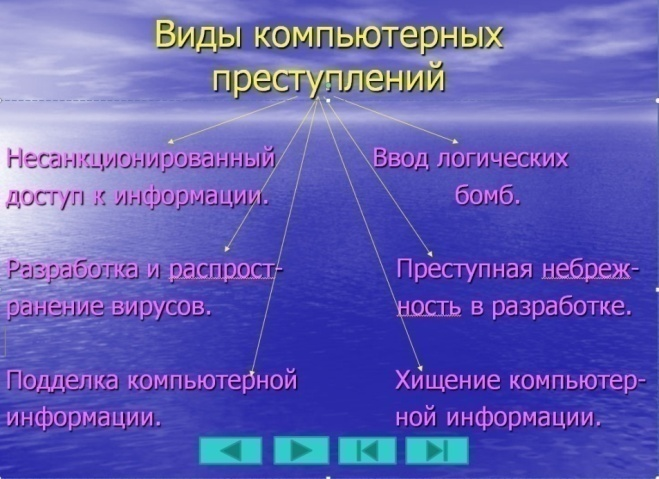 Виды компьютерных
преступлений
Несанкционированный
доступ к информации.
Ввод логических
бомб.
Разработка и распрост-
ранение вирусов.
Преступная небреж-
ность в разработке.
Подделка компьютерной
информации.
Хищение компьютер-
ной информации.